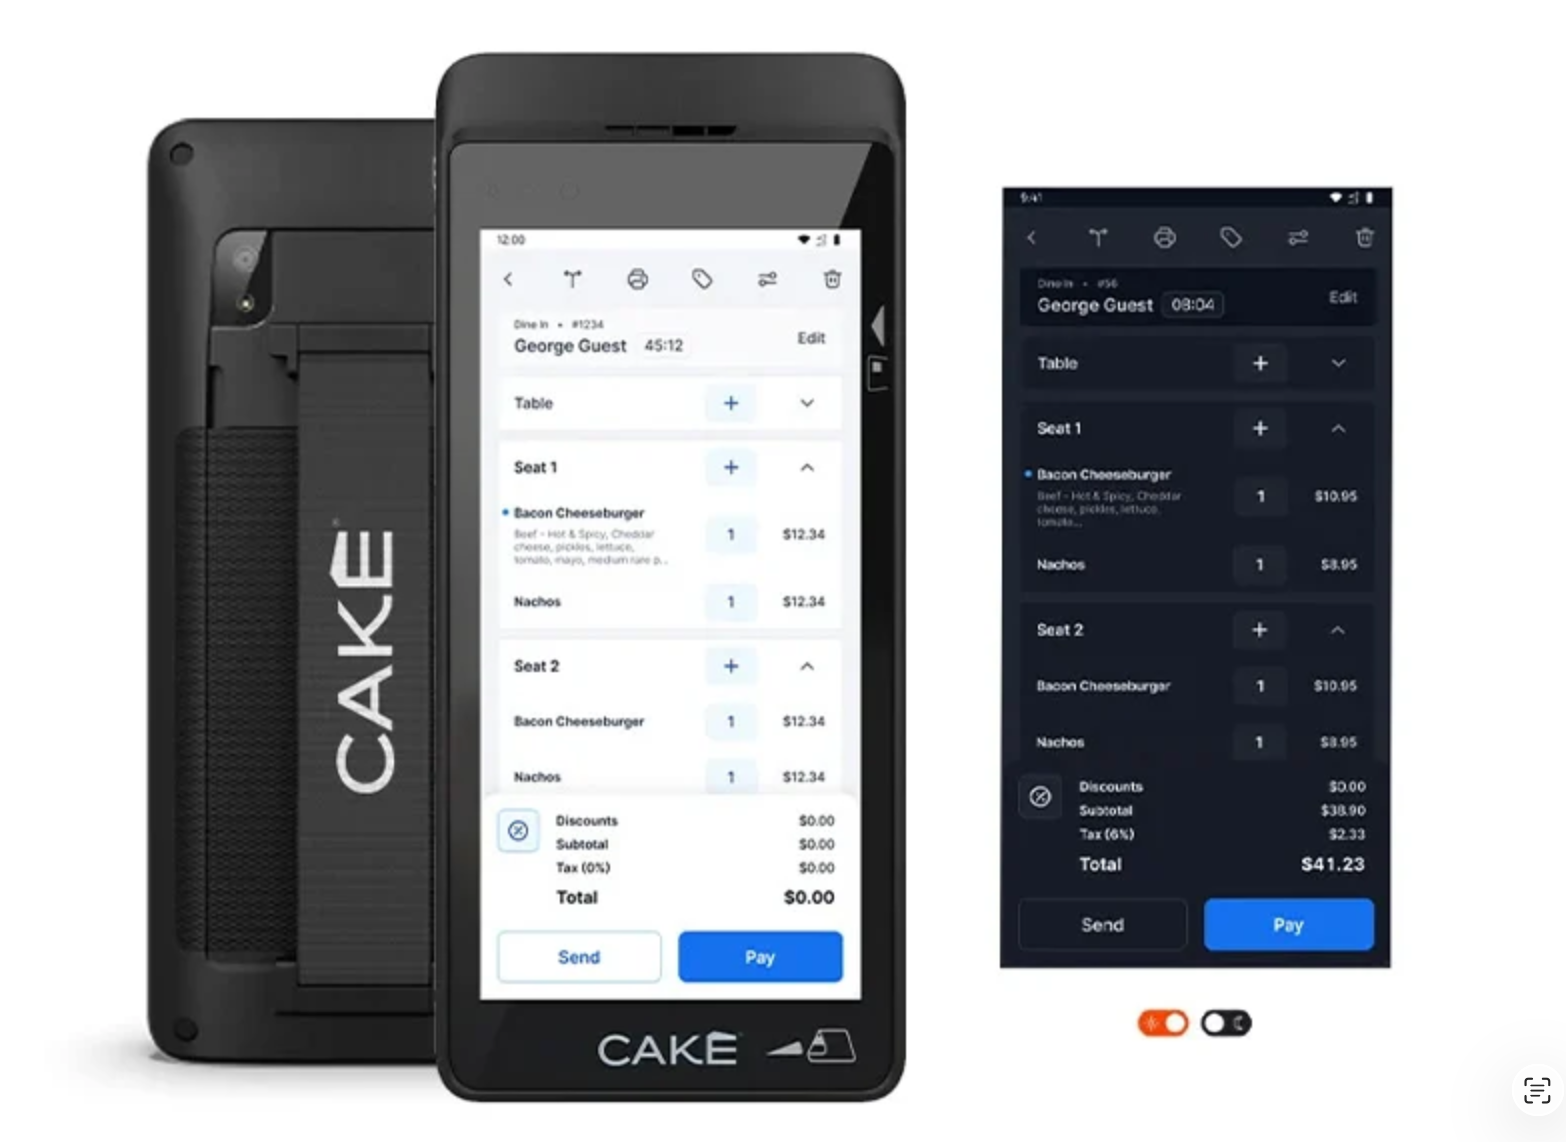 CAKE
12:00
Dine In • #1234
George Guest 45:12 Edit
Table +
Seat 1 +
Bacon Cheeseburger 1 $12.34
Beef - Hot & Spicy, Cheddar
cheese, pickles, lettuce,
tomato, mayo, medium rare p...
Nachos 1 $12.34
Seat 2 +
Bacon Cheeseburger 1 $12.34
Nachos 1 $12.34
Discounts $0.00
Subtotal $0.00
Tax (0%) $0.00
Total $0.00
Send Pay
CAKE
9:41
Dine In • #56
George Guest 08:04 Edit
Table +
Seat 1 +
Bacon Cheeseburger 1 $10.95
Beef - Hot & Spicy, Cheddar
cheese, pickles, lettuce,
tomato...
Nachos 1 $8.95
Seat 2 +
Bacon Cheeseburger 1 $10.95
Nachos 1 $8.95
Discounts $0.00
Subtotal $38.90
Tax (6%) $2.33
Total $41.23
Send Pay